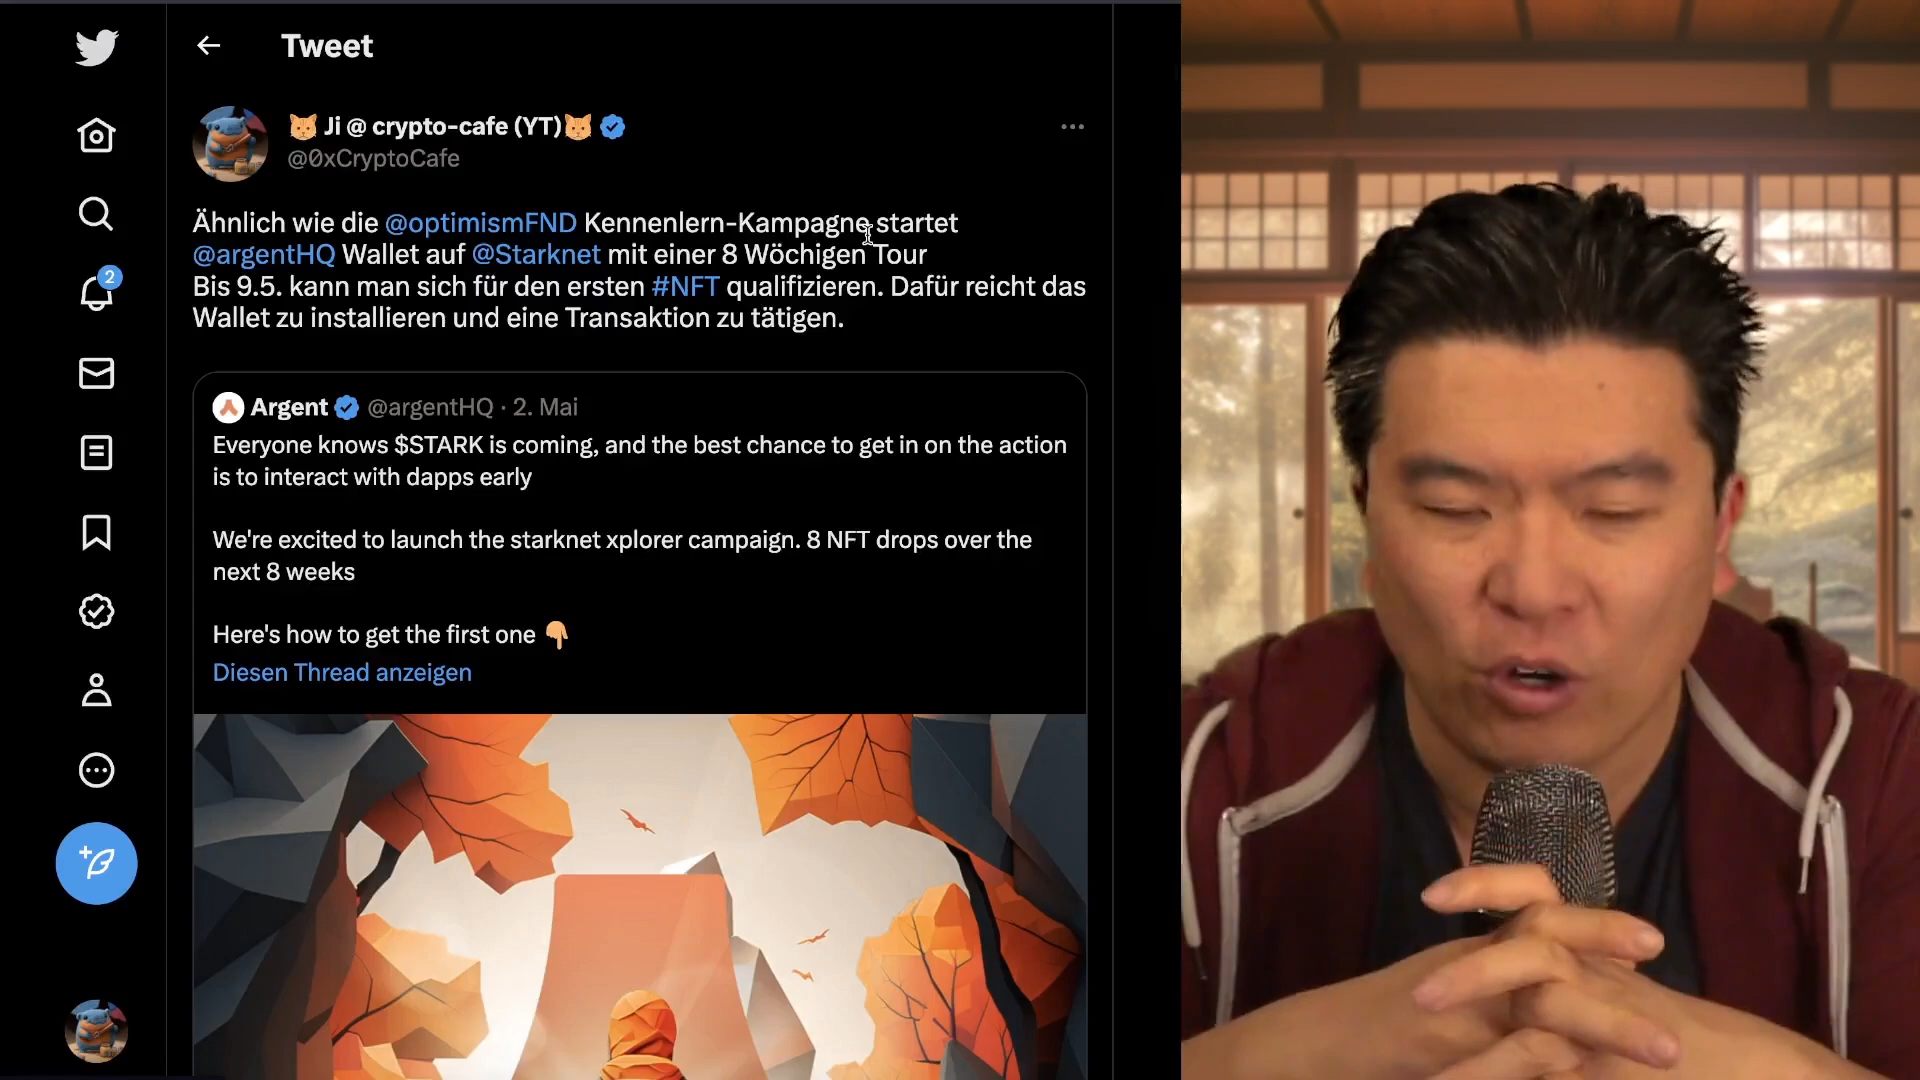 Tweet
Ji @ crypto-cafe (YT)
@0xCryptoCafe
Ähnlich wie die @optimismFND Kennenlern-Kampagne startet
@argentHQ Wallet auf @Starknet mit einer 8 Wöchigen Tour
Bis 9.5. kann man sich für den ersten #NFT qualifizieren. Dafür reicht das
Wallet zu installieren und eine Transaktion zu tätigen.
Argent @argentHQ · 2. Mai
Everyone knows $STARK is coming, and the best chance to get in on the action
is to interact with dapps early
We're excited to launch the starknet xplorer campaign. 8 NFT drops over the
next 8 weeks
Here's how to get the first one
Diesen Thread anzeigen
2